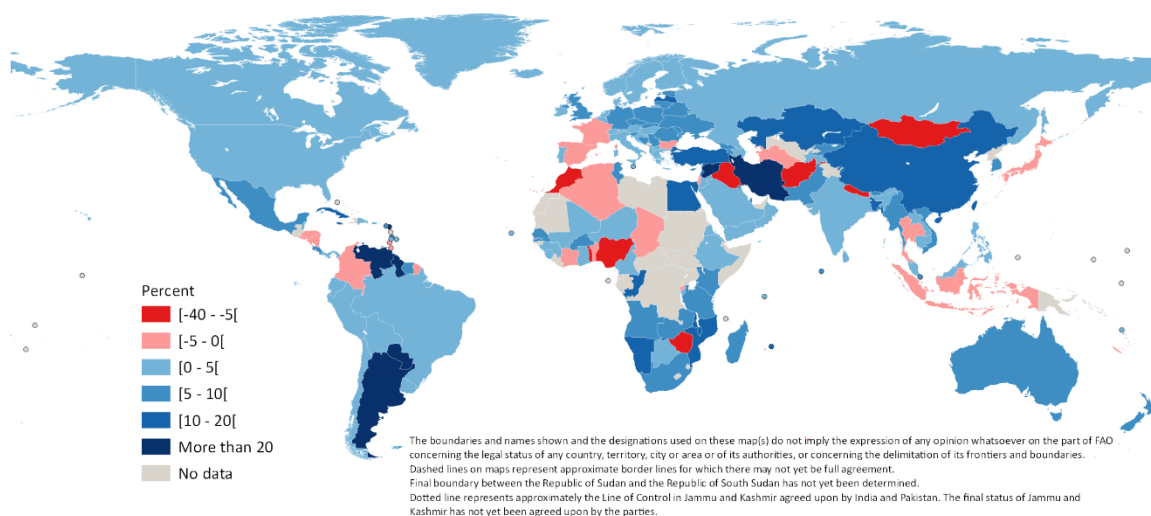 Percent
[-40 - -5[
[-5 - 0[
[0 - 5[
[5 - 10[
[10 - 20[
More than 20
No data
The boundaries and names shown and the designations used on these map(s) do not imply the expression of any opinion whatsoever on the part of FAO
concerning the legal status of any country, territory, city or area or of its authorities, or concerning the delimitation of its frontiers and boundaries.
Dashed lines on maps represent approximate border lines for which there may not yet be full agreement.
Final boundary between the Republic of Sudan and the Republic of South Sudan has not yet been determined.
Dotted line represents approximately the Line of Control in Jammu and Kashmir agreed upon by India and Pakistan. The final status of Jammu and
Kashmir has not yet been agreed upon by the parties.